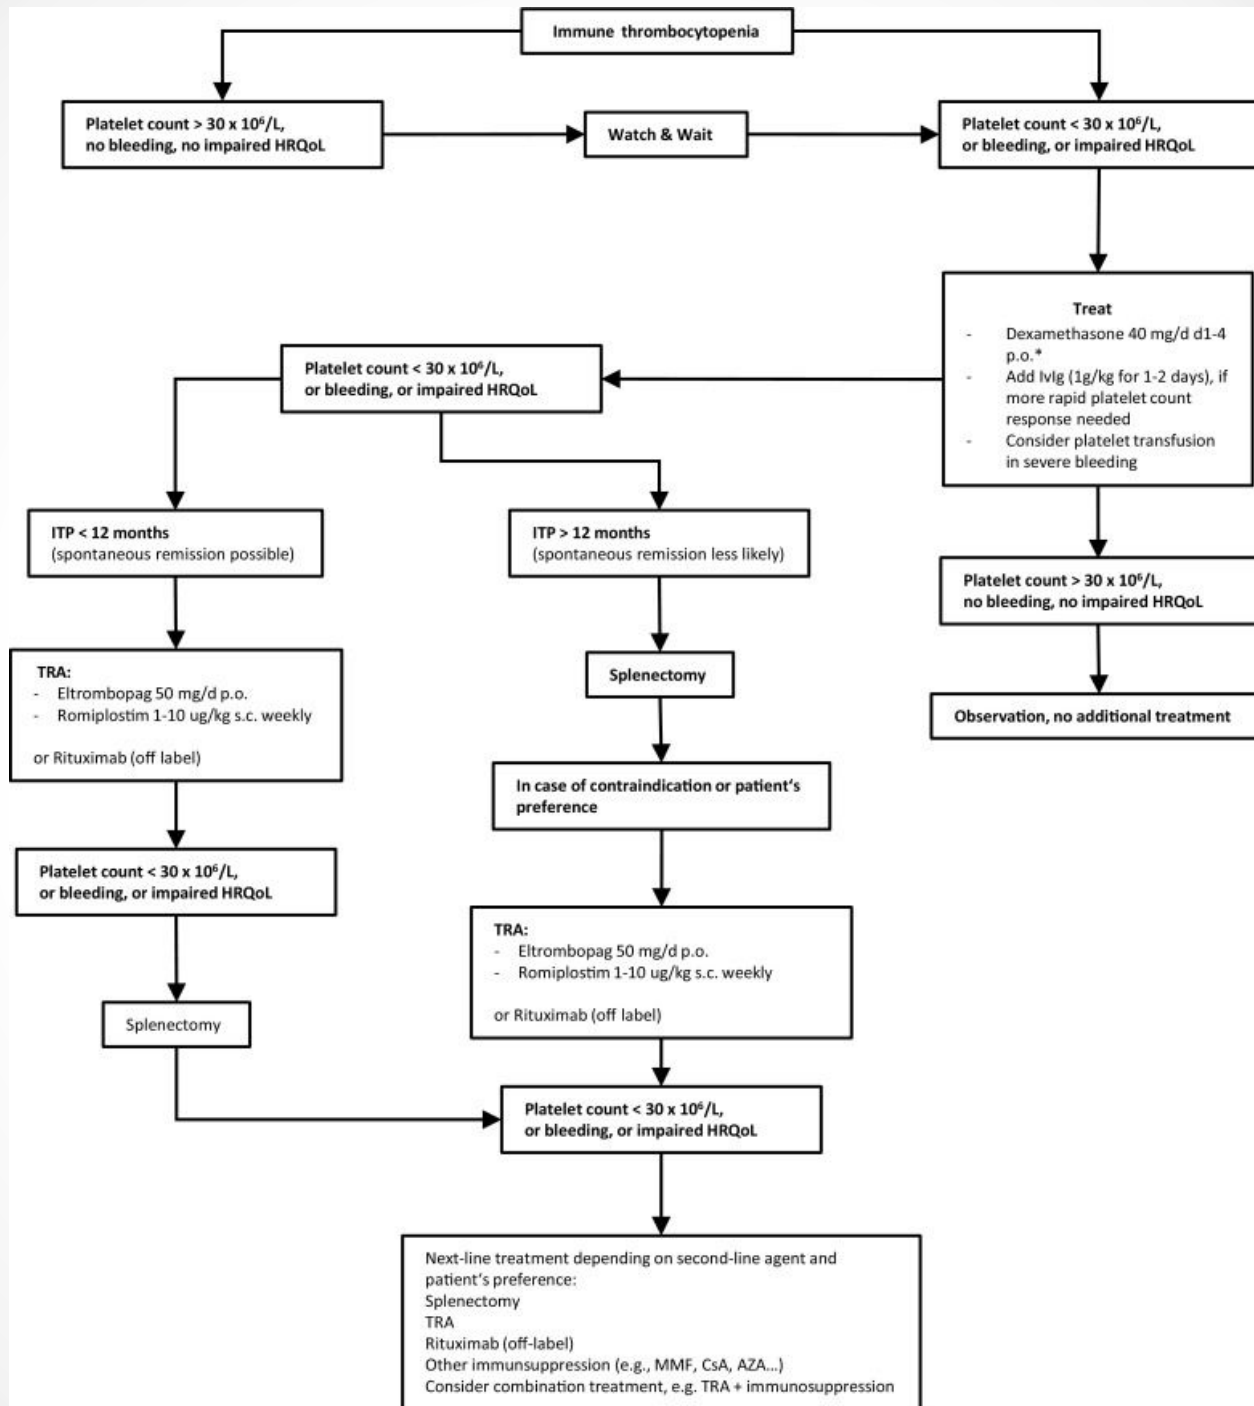 Immune thrombocytopenia
Platelet count > 30 x 10⁶/L,
no bleeding, no impaired HRQoL
Watch & Wait
Platelet count < 30 x 10⁶/L,
or bleeding, or impaired HRQoL
Treat
- Dexamethasone 40 mg/d d1-4
p.o.*
- Add IvIg (1g/kg for 1-2 days), if
more rapid platelet count
response needed
- Consider platelet transfusion
in severe bleeding
Platelet count < 30 x 10⁶/L,
or bleeding, or impaired HRQoL
ITP < 12 months
(spontaneous remission possible)
ITP > 12 months
(spontaneous remission less likely)
Platelet count > 30 x 10⁶/L,
no bleeding, no impaired HRQoL
TRA:
- Eltrombopag 50 mg/d p.o.
- Romiplostim 1-10 ug/kg s.c. weekly
or Rituximab (off label)
Splenectomy
Observation, no additional treatment
In case of contraindication or patient‘s
preference
Platelet count < 30 x 10⁶/L,
or bleeding, or impaired HRQoL
TRA:
- Eltrombopag 50 mg/d p.o.
- Romiplostim 1-10 ug/kg s.c. weekly
or Rituximab (off label)
Splenectomy
Platelet count < 30 x 10⁶/L,
or bleeding, or impaired HRQoL
Next-line treatment depending on second-line agent and
patient‘s preference:
Splenectomy
TRA
Rituximab (off-label)
Other immunsuppression (e.g., MMF, CsA, AZA...)
Consider combination treatment, e.g. TRA + immunosuppression